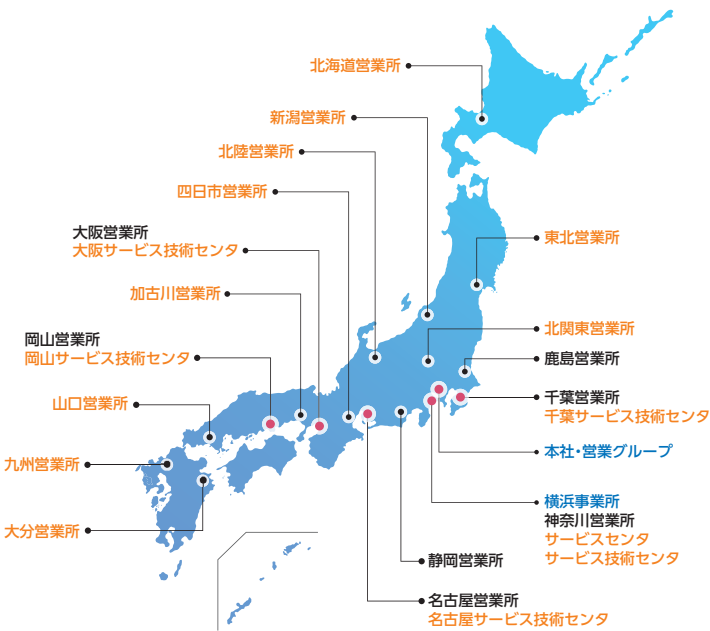 北海道営業所
新潟営業所
北陸営業所
四日市営業所
大阪営業所
大阪サービス技術センタ
加古川営業所
岡山営業所
岡山サービス技術センタ
山口営業所
九州営業所
大分営業所
東北営業所
北関東営業所
鹿島営業所
千葉営業所
千葉サービス技術センタ
本社・営業グループ
横浜事業所
神奈川営業所
サービスセンタ
サービス技術センタ
静岡営業所
名古屋営業所
名古屋サービス技術センタ